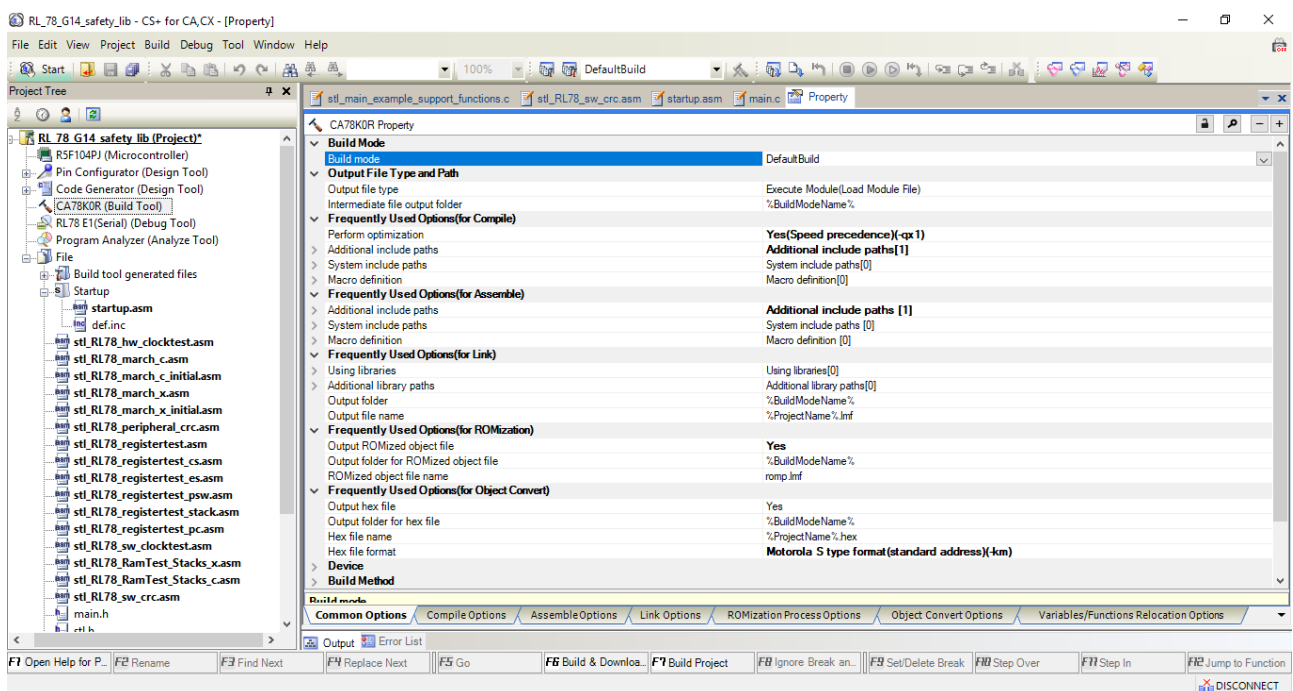 RL_78_G14_safety_lib - CS+ for CA,CX - [Property]
File Edit View Project Build Debug Tool Window Help
Start 100% DefaultBuild
Project Tree
RL_78_G14_safety_lib (Project)*
R5F104PJ (Microcontroller)
Pin Configurator (Design Tool)
Code Generator (Design Tool)
CA78K0R (Build Tool)
RL78 E1(Serial) (Debug Tool)
Program Analyzer (Analyze Tool)
File
Build tool generated files
Startup
startup.asm
def.inc
stl_RL78_hw_clocktest.asm
stl_RL78_march_c.asm
stl_RL78_march_c_initial.asm
stl_RL78_march_x.asm
stl_RL78_march_x_initial.asm
stl_RL78_peripheral_crc.asm
stl_RL78_registertest.asm
stl_RL78_registertest_cs.asm
stl_RL78_registertest_es.asm
stl_RL78_registertest_psw.asm
stl_RL78_registertest_stack.asm
stl_RL78_registertest_pc.asm
stl_RL78_sw_clocktest.asm
stl_RL78_RamTest_Stacks_x.asm
stl_RL78_RamTest_Stacks_c.asm
stl_RL78_sw_crc.asm
main.h
stl.h
stl_main_example_support_functions.c stl_RL78_sw_crc.asm startup.asm main.c Property
CA78K0R Property
Build Mode
Build mode DefaultBuild
Output File Type and Path
Output file type Execute Module(Load Module File)
Intermediate file output folder %BuildModeName%
Frequently Used Options(for Compile)
Perform optimization Yes(Speed precedence)(-qx1)
Additional include paths Additional include paths[1]
System include paths System include paths[0]
Macro definition Macro definition[0]
Frequently Used Options(for Assemble)
Additional include paths Additional include paths [1]
System include paths System include paths [0]
Macro definition Macro definition [0]
Frequently Used Options(for Link)
Using libraries Using libraries[0]
Additional library paths Additional library paths[0]
Output folder %BuildModeName%
Output file name %ProjectName%.lmf
Frequently Used Options(for ROMization)
Output ROMized object file Yes
Output folder for ROMized object file %BuildModeName%
ROMized object file name romp.lmf
Frequently Used Options(for Object Convert)
Output hex file Yes
Output folder for hex file %BuildModeName%
Hex file name %ProjectName%.hex
Hex file format Motorola S type format(standard address)(-km)
Device
Build Method
Build mode
Common Options Compile Options Assemble Options Link Options ROMization Process Options Object Convert Options Variables/Functions Relocation Options
Output Error List
F1 Open Help for P... F2 Rename F3 Find Next F4 Replace Next F5 Go F6 Build & Downloa... F7 Build Project F8 Ignore Break an... F9 Set/Delete Break F10 Step Over F11 Step In F12 Jump to Function
DISCONNECT